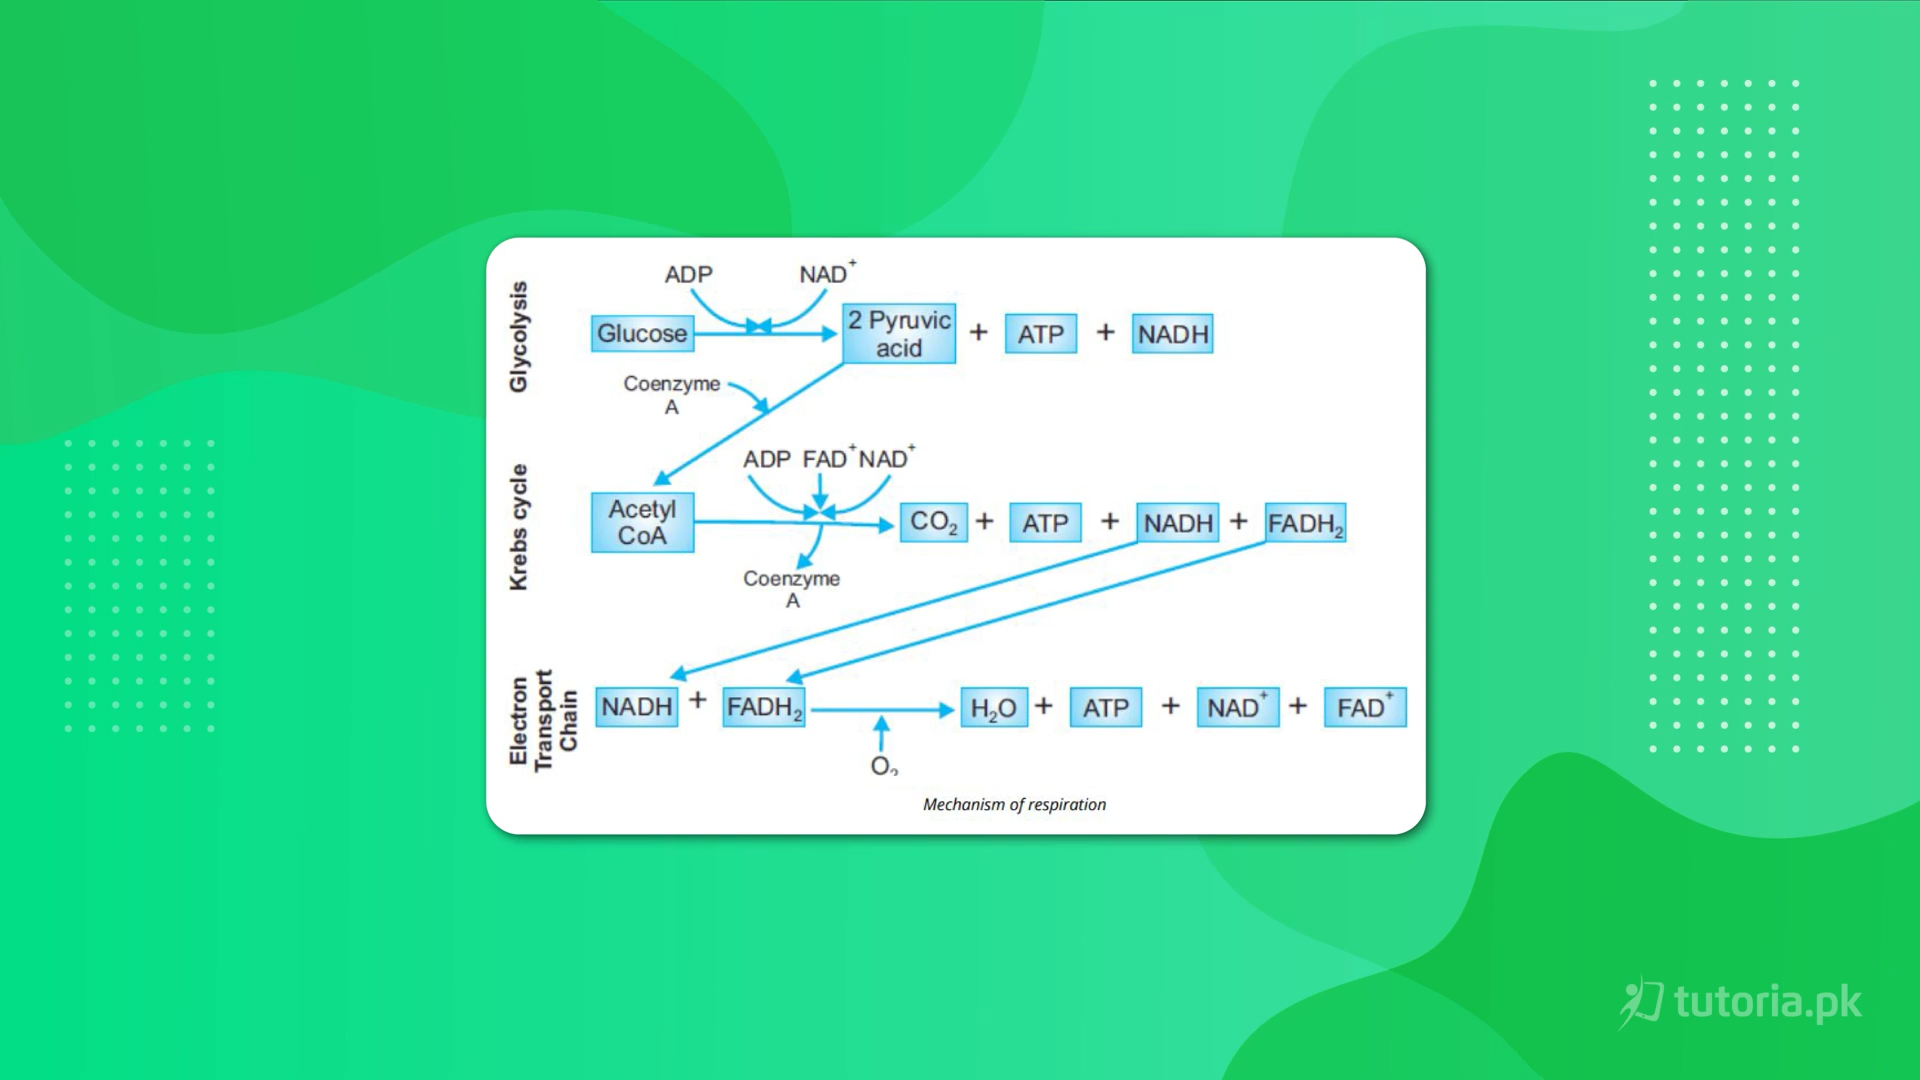 Glycolysis
ADP NAD⁺
Glucose 2 Pyruvic acid + ATP + NADH
Coenzyme
A
Krebs cycle
ADP FAD⁺ NAD⁺
Acetyl CoA CO₂ + ATP + NADH + FADH₂
Coenzyme
A
Electron
Transport
Chain
NADH + FADH₂ H₂O + ATP + NAD⁺ + FAD⁺
O₂
Mechanism of respiration
tutoria.pk